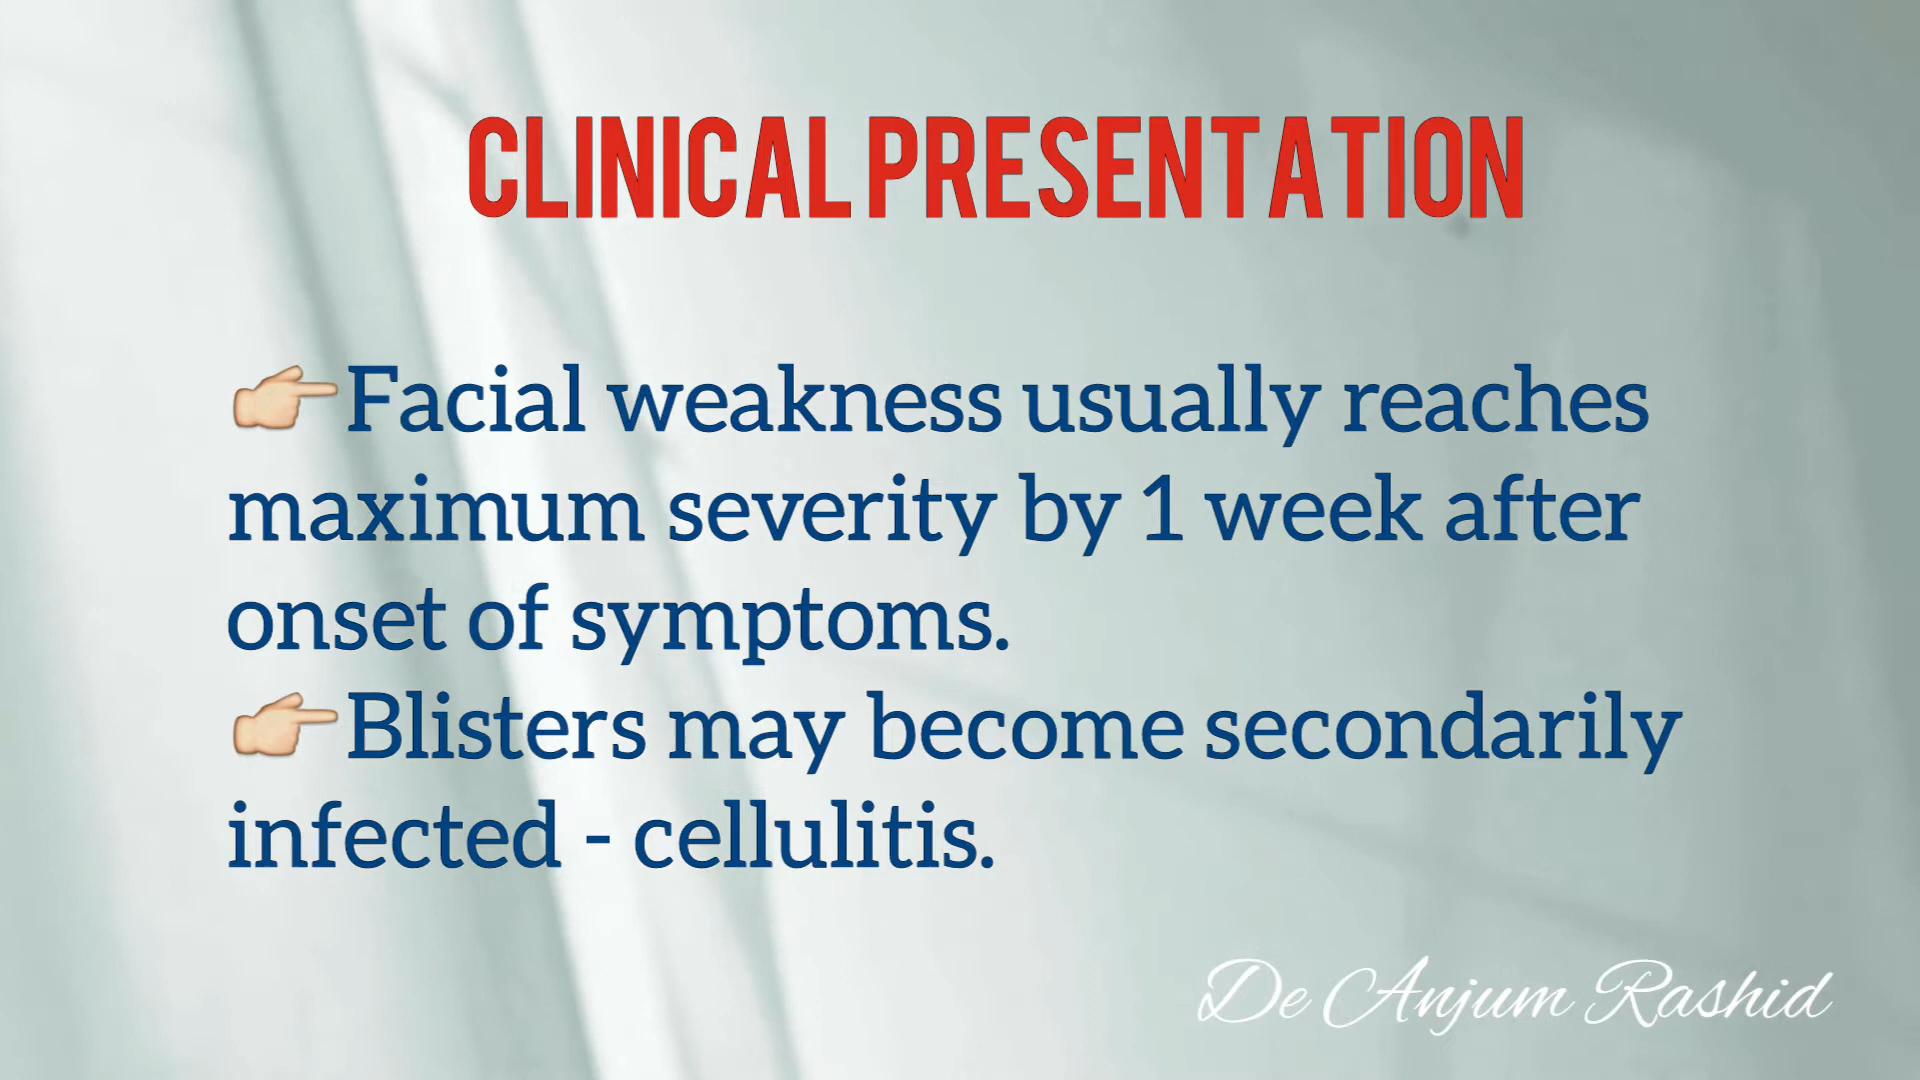 CLINICAL PRESENTATION
👉Facial weakness usually reaches
maximum severity by 1 week after
onset of symptoms.
👉Blisters may become secondarily
infected - cellulitis.
De Anjum Rashid